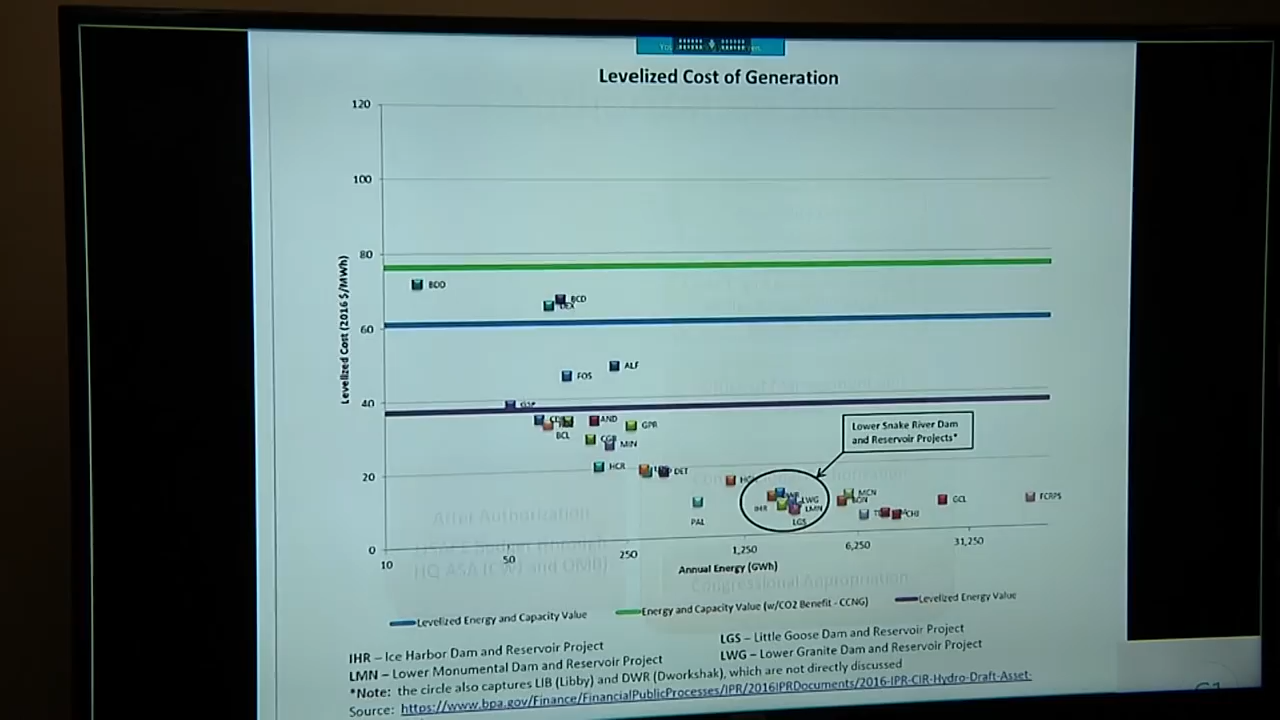 Levelized Cost of Generation
120
100
80
60
40
20
0
Levelized Cost (2016 $/MWh)
BDD
BCD
DEX
FOS
ALF
GSP
AND
GPR
BCL
CGR
MIN
HCR
DET
PAL
HGH
IHR
LWG
LMN
LGS
MCN
BON
CHJ
GCL
FCRPS
Lower Snake River Dam
and Reservoir Projects*
10
50
250
1,250
6,250
31,250
Annual Energy (GWh)
Levelized Energy and Capacity Value
Energy and Capacity Value (w/CO2 Benefit - CCNG)
Levelized Energy Value
IHR – Ice Harbor Dam and Reservoir Project
LGS – Little Goose Dam and Reservoir Project
LMN – Lower Monumental Dam and Reservoir Project
LWG – Lower Granite Dam and Reservoir Project
*Note: the circle also captures LIB (Libby) and DWR (Dworkshak), which are not directly discussed
Source: https://www.bpa.gov/Finance/FinancialPublicProcesses/IPR/2016IPRDocuments/2016-IPR-CIR-Hydro-Draft-Asset-